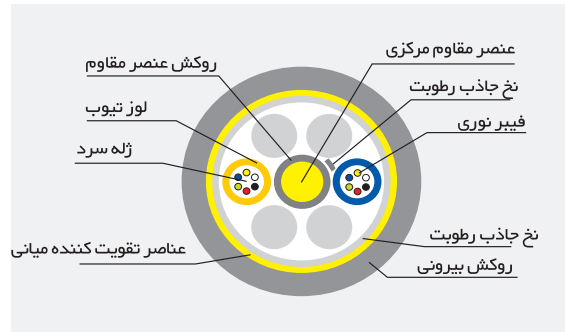 عنصر مقاوم مرکزی
روکش عنصر مقاوم
نخ جاذب رطوبت
لوز تیوب
فیبر نوری
ژله سرد
نخ جاذب رطوبت
عناصر تقویت کننده میانی
روکش بیرونی